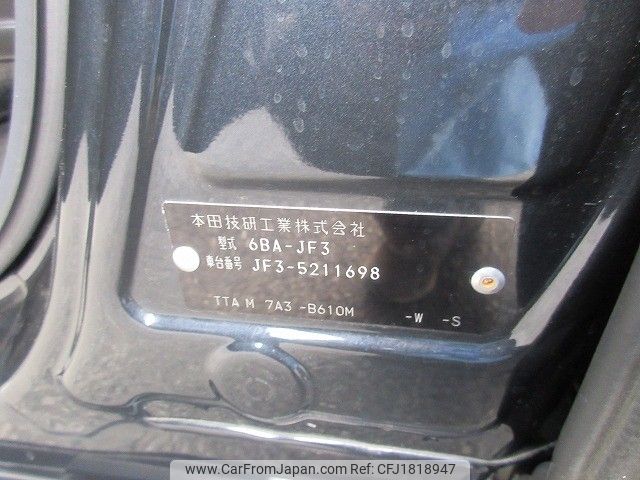 本田技研工業株式会社
型式 6BA-JF3
車台番号 JF3-5211698
TTA M 7A3 -B610M -W -S
www.CarFromJapan.com | CFJ1818947